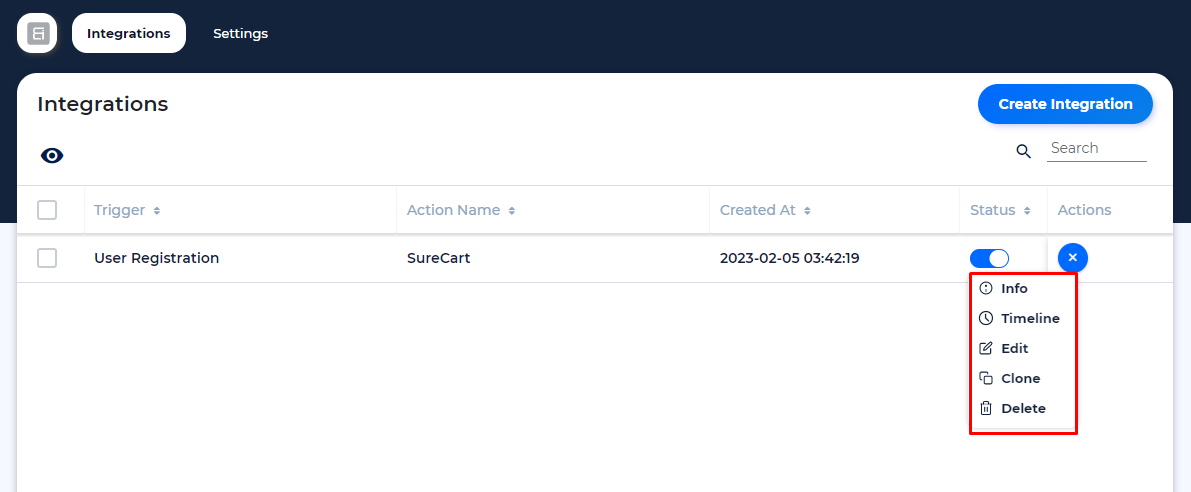 Integrations Settings
Integrations
Create Integration
Search
Trigger Action Name Created At Status Actions
User Registration SureCart 2023-02-05 03:42:19
Info
Timeline
Edit
Clone
Delete